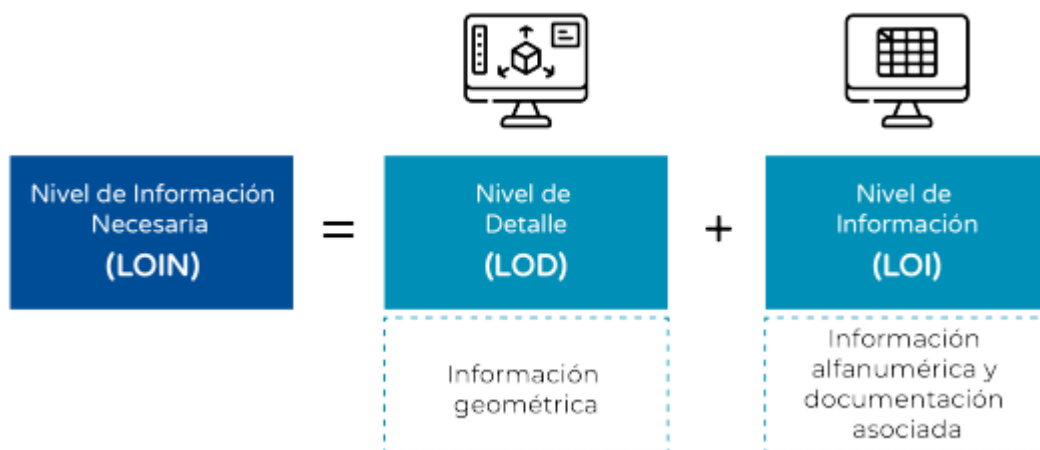 Nivel de Información
Necesaria
(LOIN)
=
Nivel de
Detalle
(LOD)
+
Nivel de
Información
(LOI)
Información
geométrica
Información
alfanumérica y
documentación
asociada